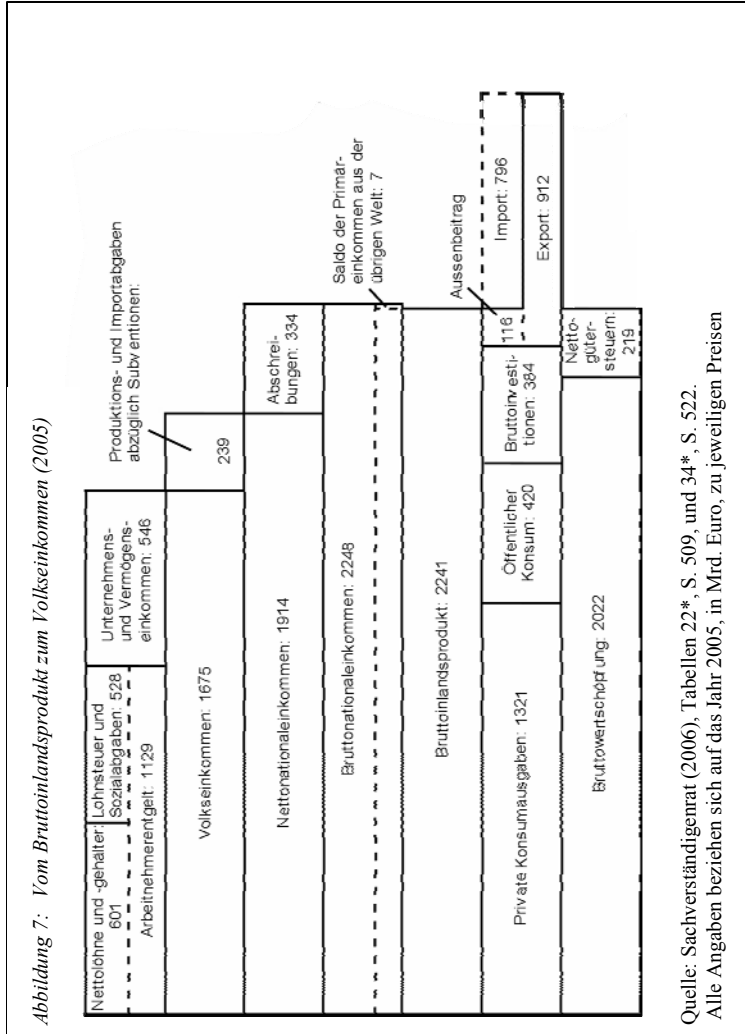 Abbildung 7: Vom Bruttoinlandsprodukt zum Volkseinkommen (2005)
Nettolöhne und -gehälter:
601
Lohnsteuer und
Sozialabgaben: 528
Arbeitnehmerentgelt: 1129
Unternehmens-
und Vermögens-
einkommen: 546
Produktions- und Importabgaben
abzüglich Subventionen:
239
Volkseinkommen: 1675
Nettonationaleinkommen: 1914
Abschrei-
bungen: 334
Bruttonationaleinkommen: 2248
Saldo der Primär-
einkommen aus der
übrigen Welt: 7
Bruttoinlandsprodukt: 2241
Aussenbeitrag
Private Konsumausgaben: 1321
Öffentlicher
Konsum: 420
Bruttoinvesti-
tionen: 384
116
Import: 796
Export: 912
Bruttowertschöpfung: 2022
Netto-
güter-
steuern:
219
Quelle: Sachverständigenrat (2006), Tabellen 22*, S. 509, und 34*, S. 522.
Alle Angaben beziehen sich auf das Jahr 2005, in Mrd. Euro, zu jeweiligen Preisen